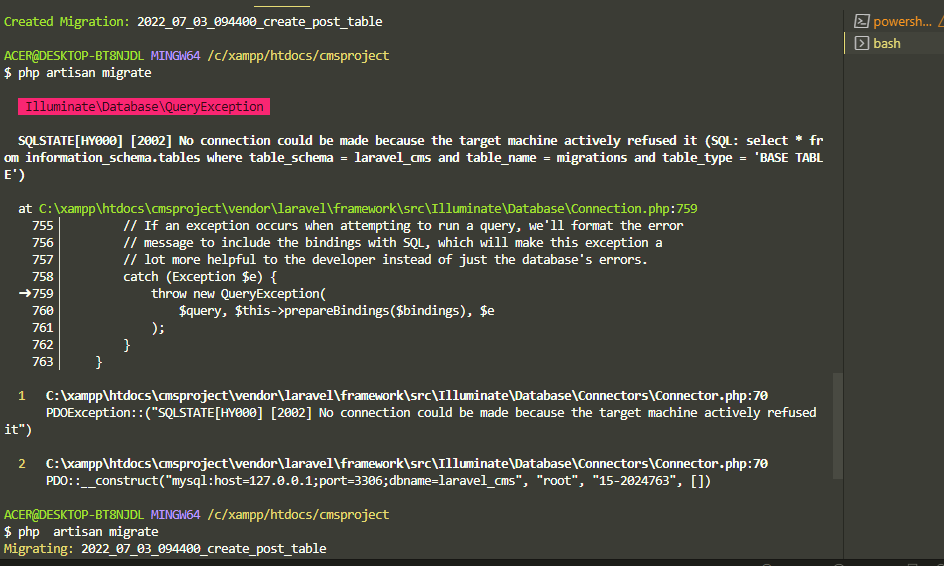 Created Migration: 2022_07_03_094400_create_post_table
powersh...
bash
ACER@DESKTOP-BT8NJDL MINGW64 /c/xampp/htdocs/cmsproject
$ php artisan migrate
Illuminate\Database\QueryException
SQLSTATE[HY000] [2002] No connection could be made because the target machine actively refused it (SQL: select * fr
om information_schema.tables where table_schema = laravel_cms and table_name = migrations and table_type = 'BASE TABL
E')
at C:\xampp\htdocs\cmsproject\vendor\laravel\framework\src\Illuminate\Database\Connection.php:759
755 // If an exception occurs when attempting to run a query, we'll format the error
756 // message to include the bindings with SQL, which will make this exception a
757 // lot more helpful to the developer instead of just the database's errors.
758 catch (Exception $e) {
➜759 throw new QueryException(
760 $query, $this->prepareBindings($bindings), $e
761 );
762 }
763 }
1 C:\xampp\htdocs\cmsproject\vendor\laravel\framework\src\Illuminate\Database\Connectors\Connector.php:70
PDOException::("SQLSTATE[HY000] [2002] No connection could be made because the target machine actively refused
it")
2 C:\xampp\htdocs\cmsproject\vendor\laravel\framework\src\Illuminate\Database\Connectors\Connector.php:70
PDO::__construct("mysql:host=127.0.0.1;port=3306;dbname=laravel_cms", "root", "15-2024763", [])
ACER@DESKTOP-BT8NJDL MINGW64 /c/xampp/htdocs/cmsproject
$ php  artisan migrate
Migrating: 2022_07_03_094400_create_post_table